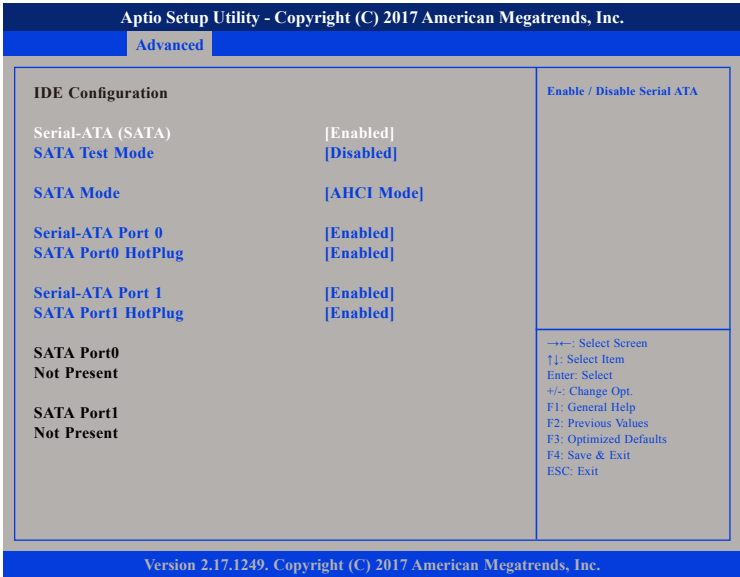 Aptio Setup Utility - Copyright (C) 2017 American Megatrends, Inc.
Advanced
IDE Configuration
Serial-ATA (SATA) [Enabled]
SATA Test Mode [Disabled]
SATA Mode [AHCI Mode]
Serial-ATA Port 0 [Enabled]
SATA Port0 HotPlug [Enabled]
Serial-ATA Port 1 [Enabled]
SATA Port1 HotPlug [Enabled]
SATA Port0
Not Present
SATA Port1
Not Present
Enable / Disable Serial ATA
→←: Select Screen
↑↓: Select Item
Enter: Select
+/-: Change Opt.
F1: General Help
F2: Previous Values
F3: Optimized Defaults
F4: Save & Exit
ESC: Exit
Version 2.17.1249. Copyright (C) 2017 American Megatrends, Inc.